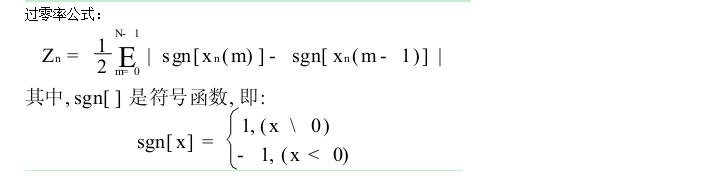 过零率公式:
Zn = 1/2 E m=0 N-1 | sgn[xn(m)]- sgn[xn(m- 1)] |
其中,sgn[ ] 是符号函数,即:
sgn[x] = { 1,(x \ 0)
- 1,(x < 0)